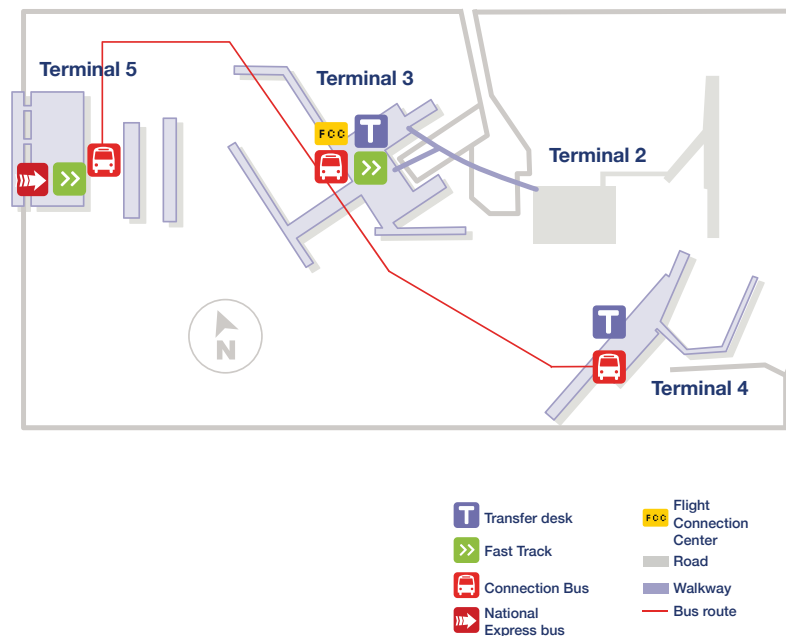 Terminal 5
Terminal 3
FCC
T
Terminal 2
T
N
Terminal 4
T
Transfer desk
Fast Track
Connection Bus
National
Express bus
FCC
Flight
Connection
Center
Road
Walkway
Bus route